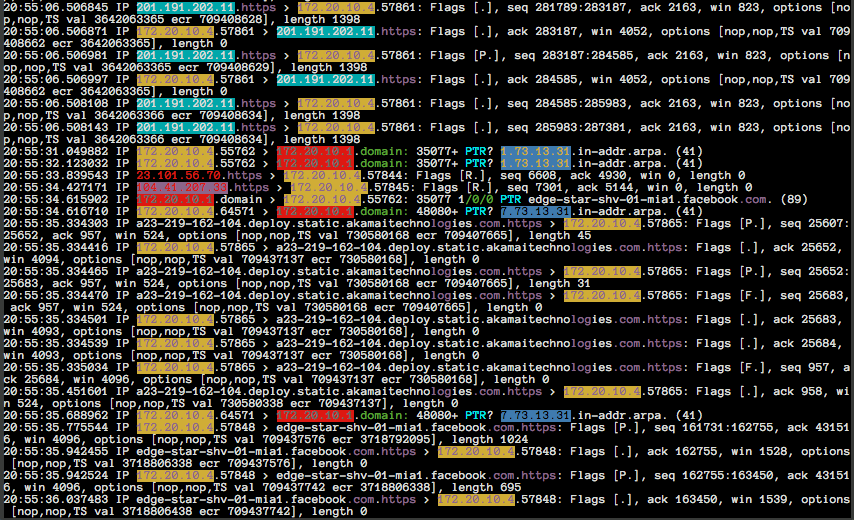 20:55:06.506845 IP 201.191.202.11.https > 172.20.10.4.57861: Flags [.], seq 281789:283187, ack 2163, win 823, options [no
p,nop,TS val 3642063365 ecr 709408628], length 1398
20:55:06.506871 IP 172.20.10.4.57861 > 201.191.202.11.https: Flags [.], ack 283187, win 4052, options [nop,nop,TS val 709
408662 ecr 3642063365], length 0
20:55:06.506981 IP 201.191.202.11.https > 172.20.10.4.57861: Flags [P.], seq 283187:284585, ack 2163, win 823, options [n
op,nop,TS val 3642063365 ecr 709408629], length 1398
20:55:06.506997 IP 172.20.10.4.57861 > 201.191.202.11.https: Flags [.], ack 284585, win 4052, options [nop,nop,TS val 709
408662 ecr 3642063365], length 0
20:55:06.508108 IP 201.191.202.11.https > 172.20.10.4.57861: Flags [.], seq 284585:285983, ack 2163, win 823, options [no
p,nop,TS val 3642063366 ecr 709408634], length 1398
20:55:06.508143 IP 201.191.202.11.https > 172.20.10.4.57861: Flags [.], seq 285983:287381, ack 2163, win 823, options [no
p,nop,TS val 3642063366 ecr 709408634], length 1398
20:55:31.049882 IP 172.20.10.4.55762 > 172.20.10.1.domain: 35077+ PTR? 1.73.13.31.in-addr.arpa. (41)
20:55:32.123032 IP 172.20.10.4.55762 > 172.20.10.1.domain: 35077+ PTR? 1.73.13.31.in-addr.arpa. (41)
20:55:33.839543 IP 23.101.56.70.https > 172.20.10.4.57844: Flags [R.], seq 6608, ack 4930, win 0, length 0
20:55:34.427171 IP 104.41.207.33.https > 172.20.10.4.57845: Flags [R.], seq 7301, ack 5144, win 0, length 0
20:55:34.615902 IP 172.20.10.1.domain > 172.20.10.4.55762: 35077 1/0/0 PTR edge-star-shv-01-mia1.facebook.com. (89)
20:55:34.616710 IP 172.20.10.4.64571 > 172.20.10.1.domain: 48080+ PTR? 7.73.13.31.in-addr.arpa. (41)
20:55:35.334303 IP a23-219-162-104.deploy.static.akamaitechnologies.com.https > 172.20.10.4.57865: Flags [P.], seq 25607:
25652, ack 957, win 524, options [nop,nop,TS val 730580168 ecr 709407665], length 45
20:55:35.334416 IP 172.20.10.4.57865 > a23-219-162-104.deploy.static.akamaitechnologies.com.https: Flags [.], ack 25652,
win 4094, options [nop,nop,TS val 709437137 ecr 730580168], length 0
20:55:35.334465 IP a23-219-162-104.deploy.static.akamaitechnologies.com.https > 172.20.10.4.57865: Flags [P.], seq 25652:
25683, ack 957, win 524, options [nop,nop,TS val 730580168 ecr 709407665], length 31
20:55:35.334470 IP a23-219-162-104.deploy.static.akamaitechnologies.com.https > 172.20.10.4.57865: Flags [F.], seq 25683,
ack 957, win 524, options [nop,nop,TS val 730580168 ecr 709407665], length 0
20:55:35.334501 IP 172.20.10.4.57865 > a23-219-162-104.deploy.static.akamaitechnologies.com.https: Flags [.], ack 25683,
win 4093, options [nop,nop,TS val 709437137 ecr 730580168], length 0
20:55:35.334539 IP 172.20.10.4.57865 > a23-219-162-104.deploy.static.akamaitechnologies.com.https: Flags [.], ack 25684,
win 4093, options [nop,nop,TS val 709437137 ecr 730580168], length 0
20:55:35.335034 IP 172.20.10.4.57865 > a23-219-162-104.deploy.static.akamaitechnologies.com.https: Flags [F.], seq 957, a
ck 25684, win 4096, options [nop,nop,TS val 709437137 ecr 730580168], length 0
20:55:35.451601 IP a23-219-162-104.deploy.static.akamaitechnologies.com.https > 172.20.10.4.57865: Flags [.], ack 958, wi
n 524, options [nop,nop,TS val 730580338 ecr 709437137], length 0
20:55:35.688962 IP 172.20.10.4.64571 > 172.20.10.1.domain: 48080+ PTR? 7.73.13.31.in-addr.arpa. (41)
20:55:35.775544 IP 172.20.10.4.57848 > edge-star-shv-01-mia1.facebook.com.https: Flags [P.], seq 161731:162755, ack 43151
6, win 4096, options [nop,nop,TS val 709437576 ecr 3718792095], length 1024
20:55:35.942455 IP edge-star-shv-01-mia1.facebook.com.https > 172.20.10.4.57848: Flags [.], ack 162755, win 1528, options
[nop,nop,TS val 3718806338 ecr 709437576], length 0
20:55:35.942524 IP 172.20.10.4.57848 > edge-star-shv-01-mia1.facebook.com.https: Flags [P.], seq 162755:163450, ack 43151
6, win 4096, options [nop,nop,TS val 709437742 ecr 3718806338], length 695
20:55:36.037483 IP edge-star-shv-01-mia1.facebook.com.https > 172.20.10.4.57848: Flags [.], ack 163450, win 1539, options
[nop,nop,TS val 3718806438 ecr 709437742], length 0